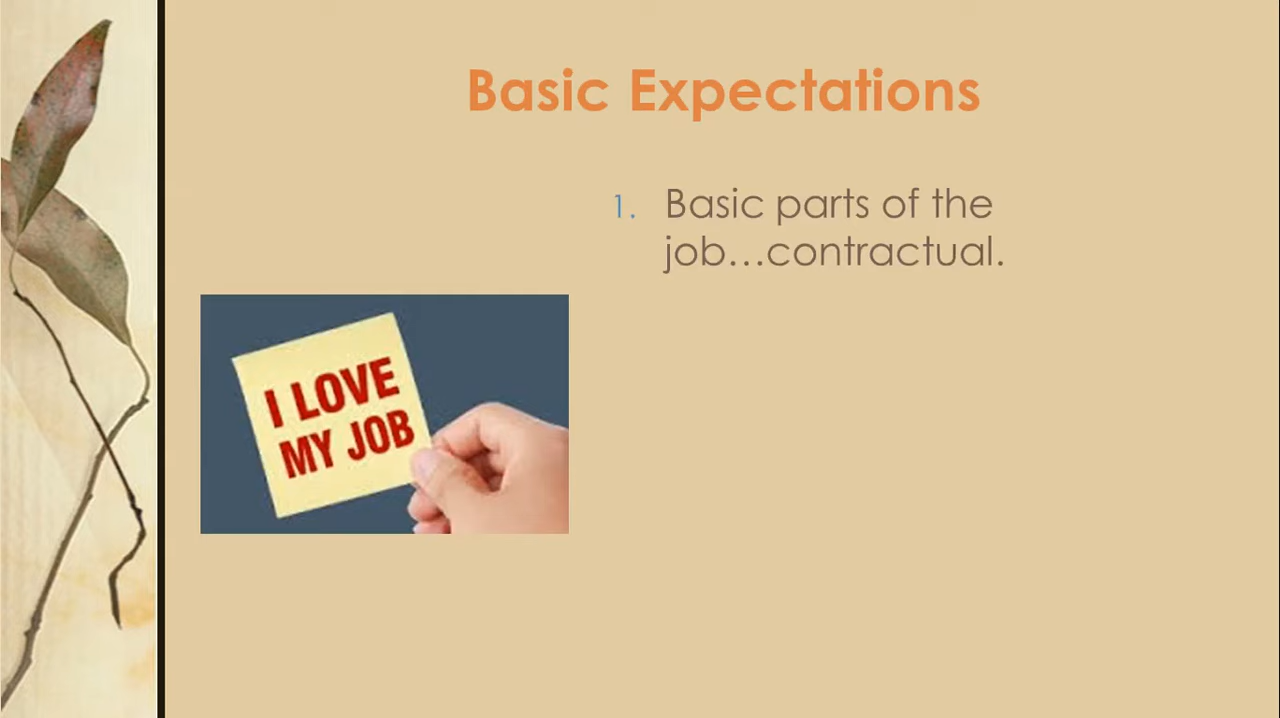 Basic Expectations
1. Basic parts of the
job...contractual.
I LOVE
MY JOB